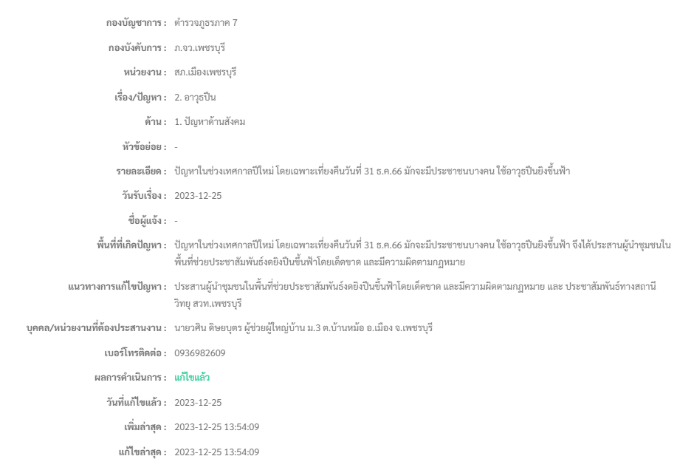 กองบัญชาการ : ตำรวจภูธรภาค 7
กองบังคับการ : ภ.จว.เพชรบุรี
หน่วยงาน : สภ.เมืองเพชรบุรี
เรื่อง/ปัญหา : 2. อาวุธปืน
ด้าน : 1. ปัญหาด้านสังคม
หัวข้อย่อย : -
รายละเอียด : ปัญหาในช่วงเทศกาลปีใหม่ โดยเฉพาะเที่ยงคืนวันที่ 31 ธ.ค.66 มักจะมีประชาชนบางคน ใช้อาวุธปืนยิงขึ้นฟ้า
วันรับเรื่อง : 2023-12-25
ชื่อผู้แจ้ง : -
พื้นที่ที่เกิดปัญหา : ปัญหาในช่วงเทศกาลปีใหม่ โดยเฉพาะเที่ยงคืนวันที่ 31 ธ.ค.66 มักจะมีประชาชนบางคน ใช้อาวุธปืนยิงขึ้นฟ้า จึงได้ประสานผู้นำชุมชนใน
พื้นที่ช่วยประชาสัมพันธ์งดยิงปืนขึ้นฟ้าโดยเด็ดขาด และมีความผิดตามกฎหมาย
แนวทางการแก้ไขปัญหา : ประสานผู้นำชุมชนในพื้นที่ช่วยประชาสัมพันธ์งดยิงปืนขึ้นฟ้าโดยเด็ดขาด และมีความผิดตามกฎหมาย และ ประชาสัมพันธ์ทางสถานี
วิทยุ สวท.เพชรบุรี
บุคคล/หน่วยงานที่ต้องประสานงาน : นายวศิน ดิษยบุตร ผู้ช่วยผู้ใหญ่บ้าน ม.3 ต.บ้านหม้อ อ.เมือง จ.เพชรบุรี
เบอร์โทรติดต่อ : 0936982609
ผลการดำเนินการ : แก้ไขแล้ว
วันที่แก้ไขแล้ว : 2023-12-25
เพิ่มล่าสุด : 2023-12-25 13:54:09
แก้ไขล่าสุด : 2023-12-25 13:54:09